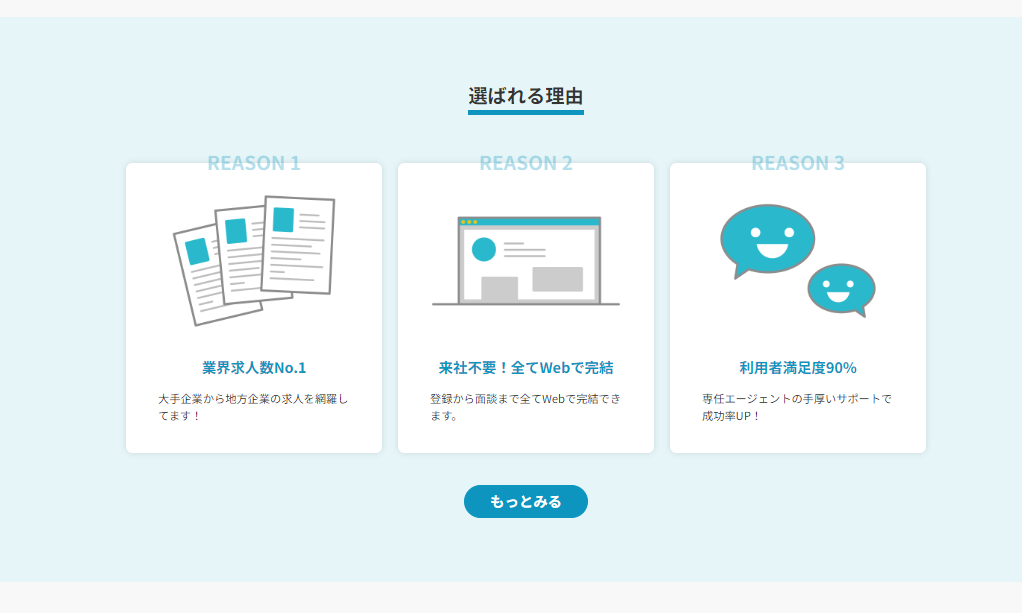 選ばれる理由
REASON 1
業界求人数No.1
大手企業から地方企業の求人を網羅し
てます！
REASON 2
来社不要！全てWebで完結
登録から面談まで全てWebで完結でき
ます。
REASON 3
利用者満足度90%
専任エージェントの手厚いサポートで
成功率UP！
もっとみる